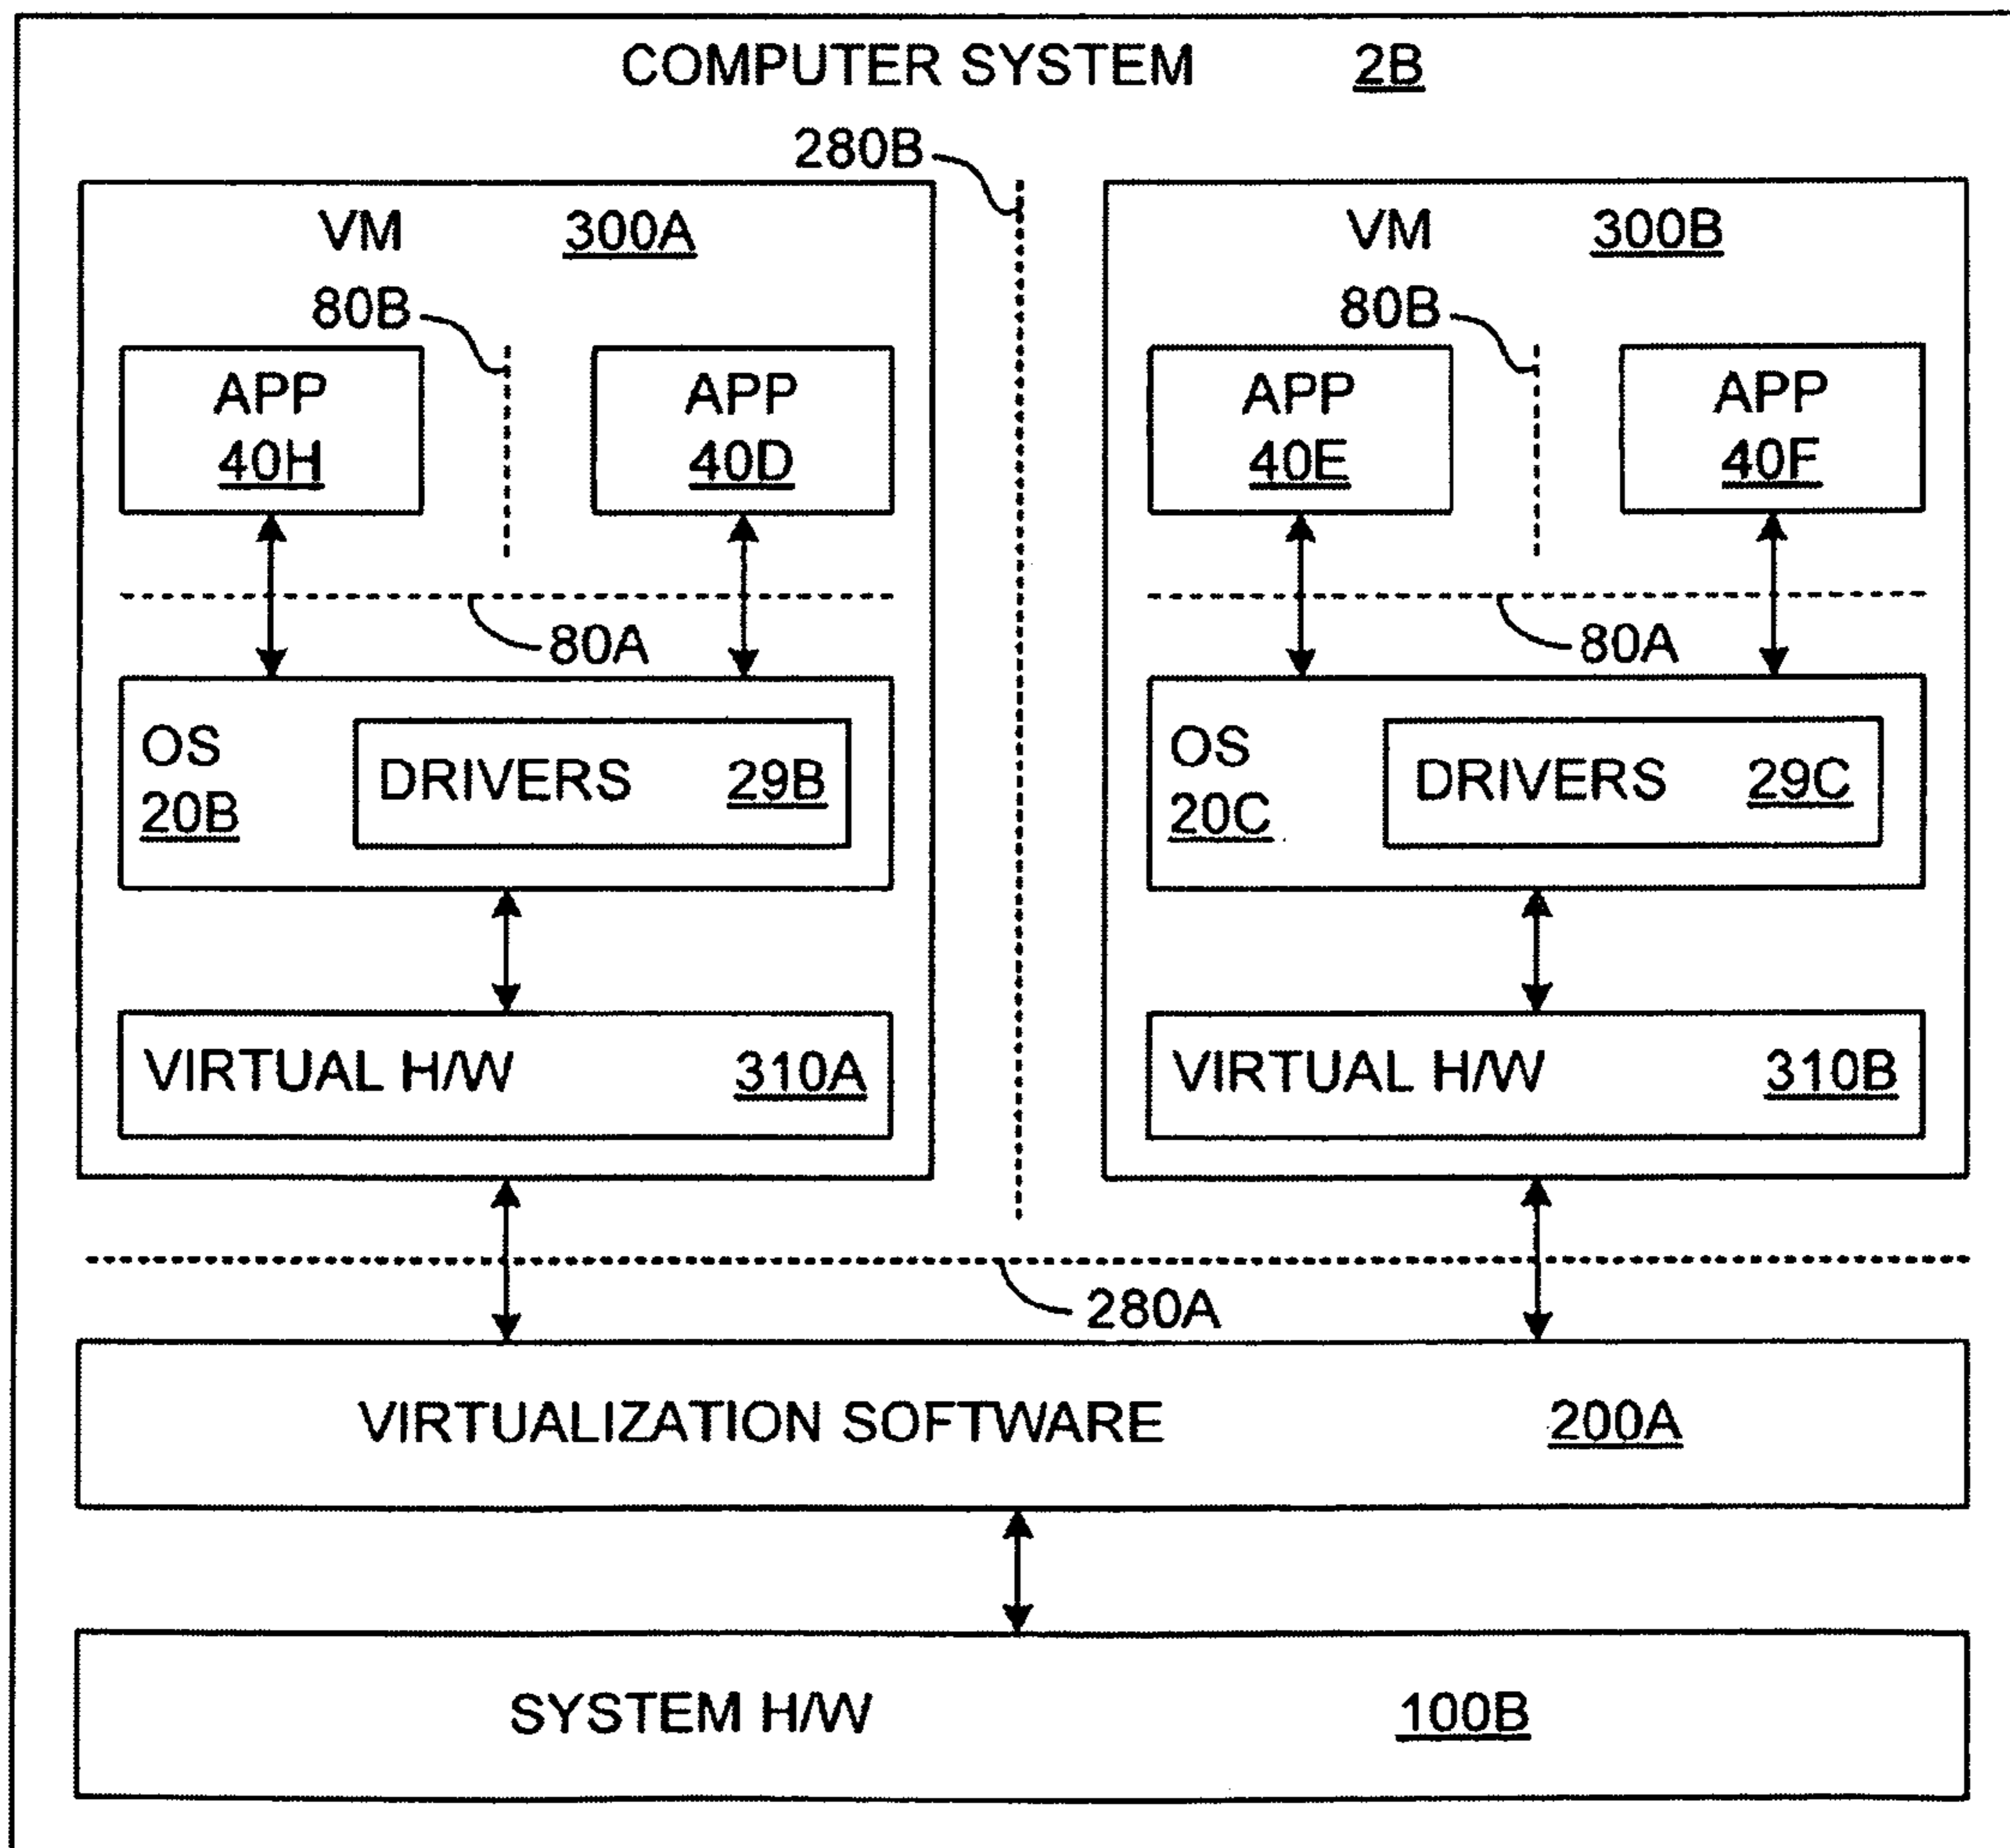 COMPUTER SYSTEM 2B
280B
VM 300A
80B
APP
40H
APP
40D
80A
OS
20B
DRIVERS 29B
VIRTUAL H/W 310A
VM 300B
80B
APP
40E
APP
40F
80A
OS
20C
DRIVERS 29C
VIRTUAL H/W 310B
280A
VIRTUALIZATION SOFTWARE 200A
SYSTEM H/W 100B